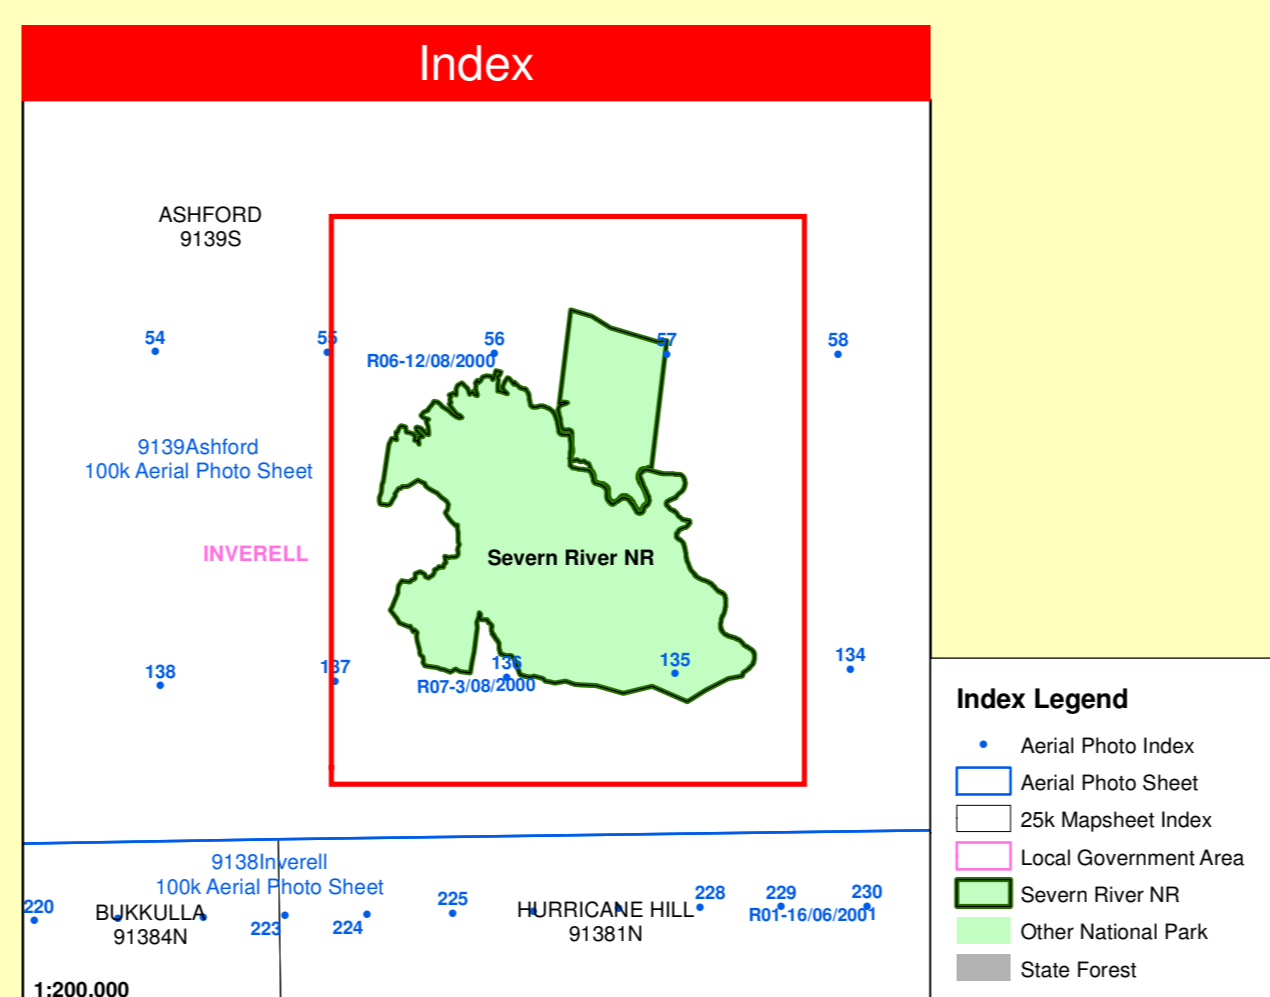 Index
ASHFORD
9139S
54
55
56
57
58
R06-12/08/2000
9139Ashford
100k Aerial Photo Sheet
INVERELL
Severn River NR
138
137
136
135
134
R07-3/08/2000
9138Inverell
100k Aerial Photo Sheet
220
BUKKULLA
91384N
223
224
225
HURRICANE HILL
91381N
228
229
230
R01-16/06/2001
1:200,000
Index Legend
Aerial Photo Index
Aerial Photo Sheet
25k Mapsheet Index
Local Government Area
Severn River NR
Other National Park
State Forest